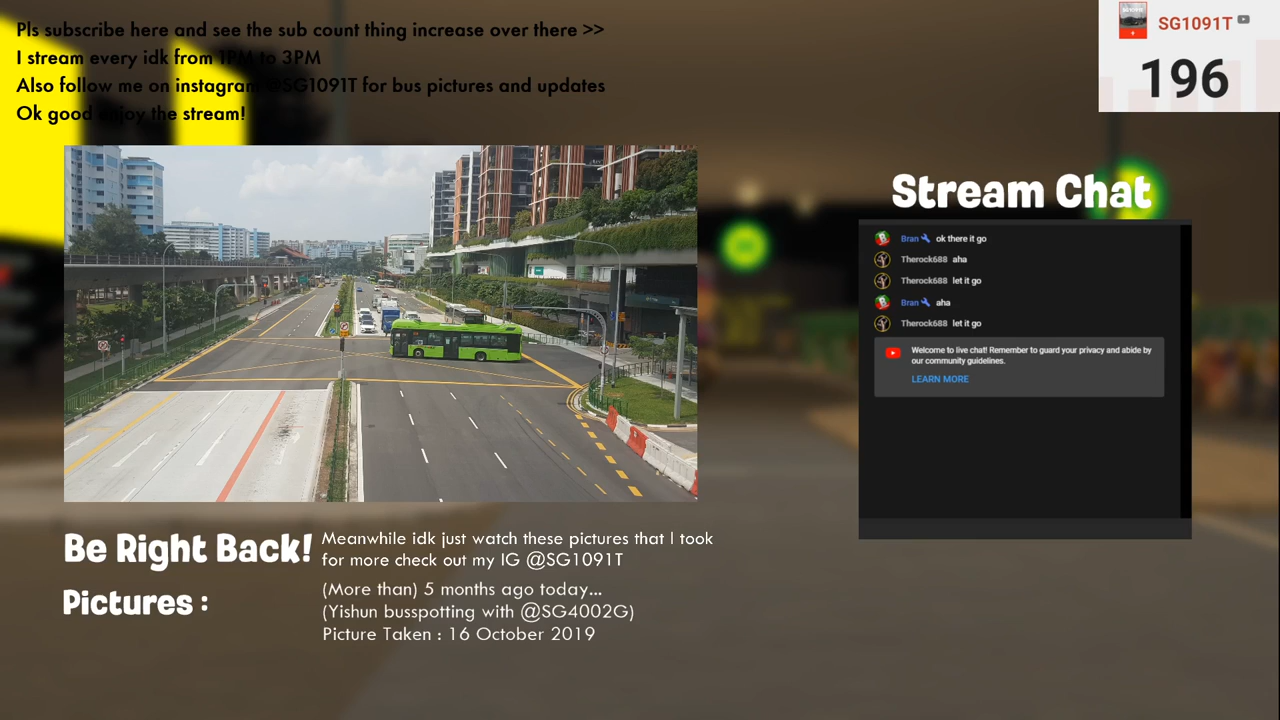 Pls subscribe here and see the sub count thing increase over there >>
I stream every idk from 1PM to 3PM
Also follow me on instagram @SG1091T for bus pictures and updates
Ok good enjoy the stream!
SG1091T
196
Stream Chat
Bran ok there it go
Therock688 aha
Therock688 let it go
Bran aha
Therock688 let it go
Welcome to live chat! Remember to guard your privacy and abide by
our community guidelines.
LEARN MORE
Be Right Back!
Meanwhile idk just watch these pictures that I took
for more check out my IG @SG1091T
Pictures :
(More than) 5 months ago today...
(Yishun busspotting with @SG4002G)
Picture Taken : 16 October 2019